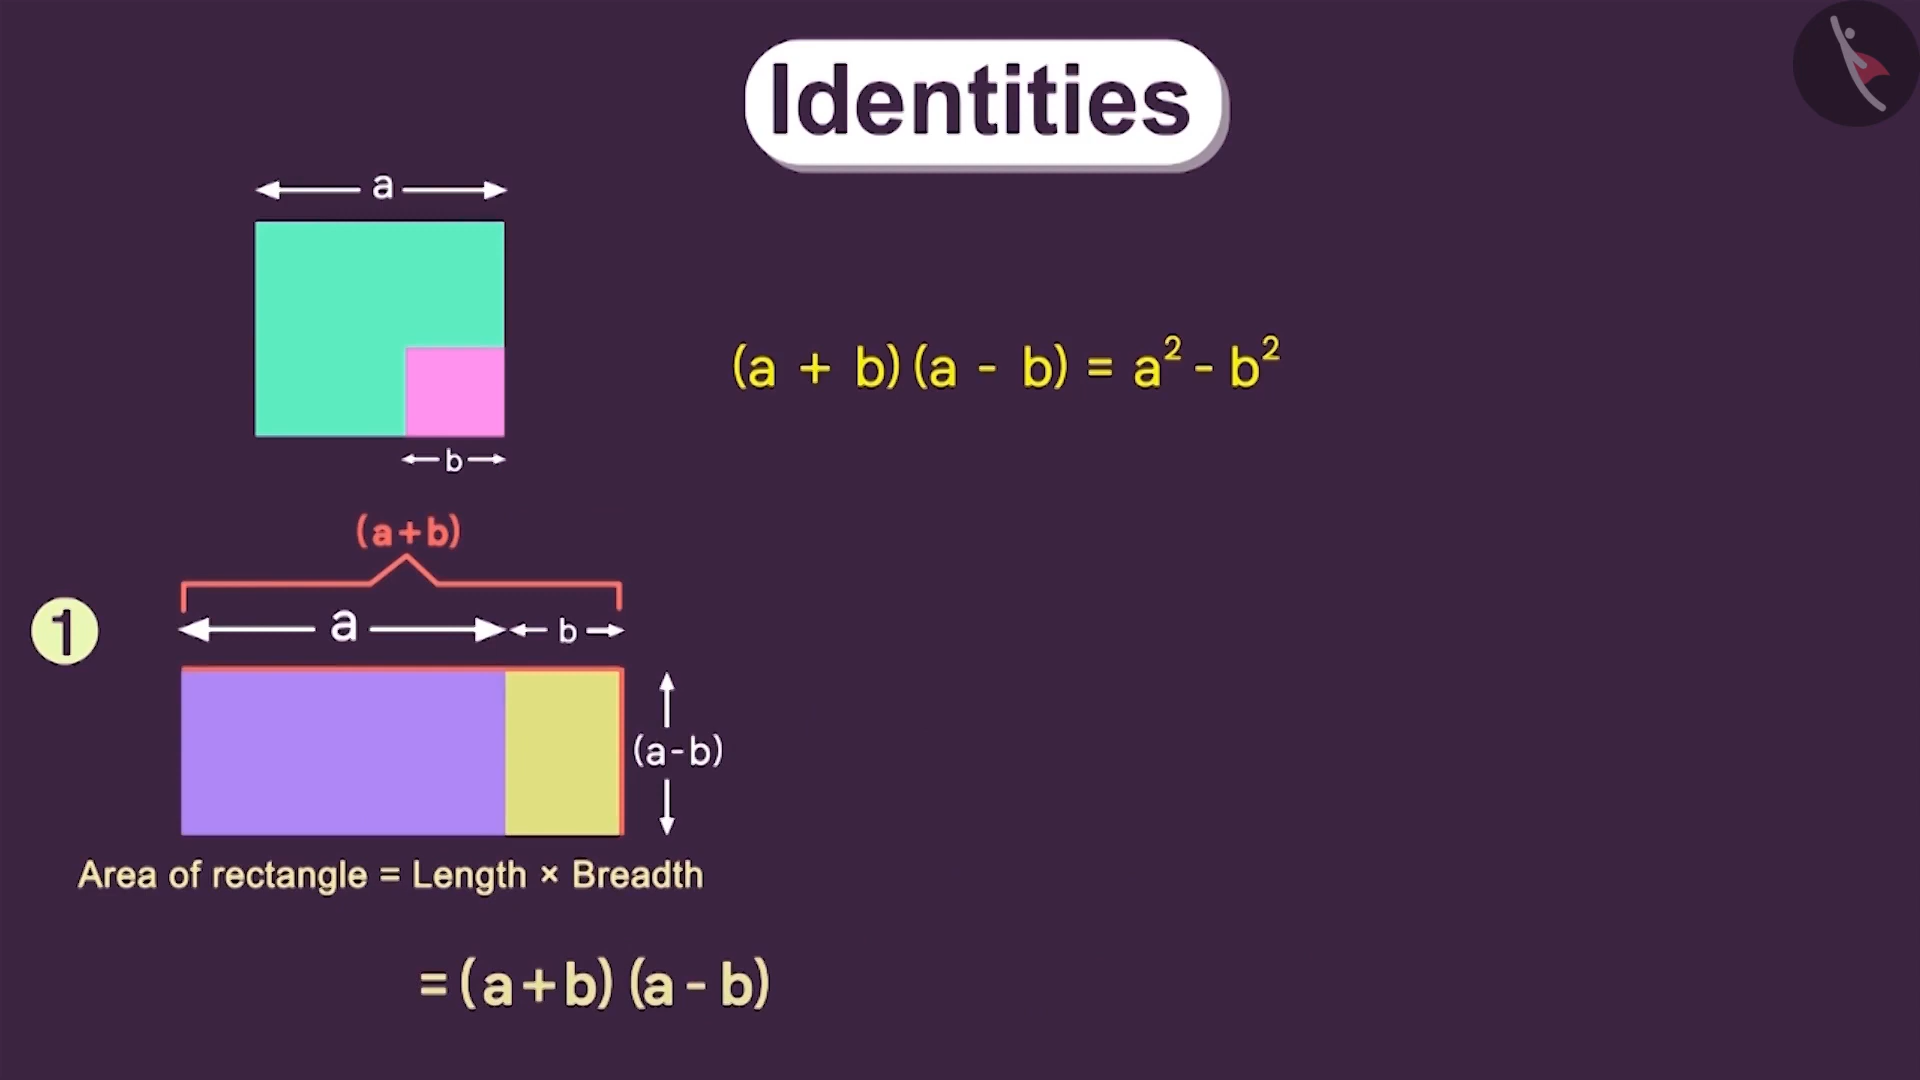 Identities
a
(a + b)(a - b) = a² - b²
b
(a+b)
1
a
b
(a-b)
Area of rectangle = Length × Breadth
= (a+b) (a - b)